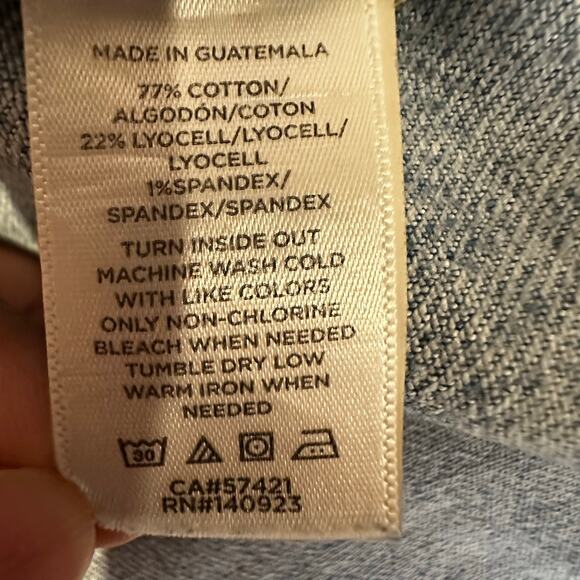 MADE IN GUATEMALA
77% COTTON/
ALGODÓN/COTON
22% LYOCELL/LYOCELL/
LYOCELL
1%SPANDEX/
SPANDEX/SPANDEX
TURN INSIDE OUT
MACHINE WASH COLD
WITH LIKE COLORS
ONLY NON-CHLORINE
BLEACH WHEN NEEDED
TUMBLE DRY LOW
WARM IRON WHEN
NEEDED
30
CA#57421
RN#140923